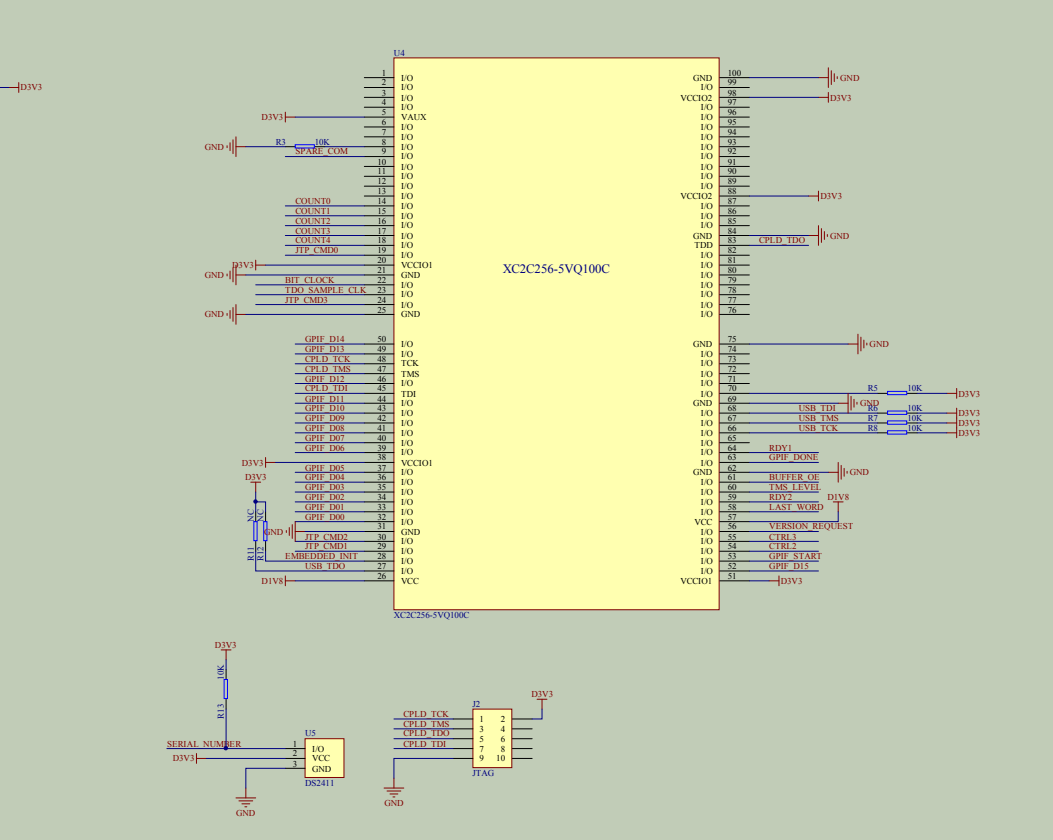 D3V3
U4
1 I/O
2 I/O
3 I/O
4 I/O
D3V3 5 VAUX
6 I/O
7 I/O
GND R3 10K 8 I/O
SPARE_COM 9 I/O
10 I/O
11 I/O
12 I/O
13 I/O
COUNT0 14 I/O
COUNT1 15 I/O
COUNT2 16 I/O
COUNT3 17 I/O
COUNT4 18 I/O
JTP_CMD0 19 I/O
D3V3 20 VCCIO1
GND 21 GND
BIT_CLOCK 22 I/O
TDO_SAMPLE_CLK 23 I/O
JTP_CMD3 24 I/O
GND 25 GND
GPIF_D14 50 I/O
GPIF_D13 49 I/O
CPLD_TCK 48 TCK
CPLD_TMS 47 TMS
GPIF_D12 46 I/O
CPLD_TDI 45 TDI
GPIF_D11 44 I/O
GPIF_D10 43 I/O
GPIF_D09 42 I/O
GPIF_D08 41 I/O
GPIF_D07 40 I/O
GPIF_D06 39 I/O
D3V3 38 VCCIO1
GPIF_D05 37 I/O
GPIF_D04 36 I/O
GPIF_D03 35 I/O
GPIF_D02 34 I/O
GPIF_D01 33 I/O
GPIF_D00 32 I/O
GND 31 GND
JTP_CMD2 30 I/O
JTP_CMD1 29 I/O
EMBEDDED_INIT 28 I/O
USB_TDO 27 I/O
D1V8 26 VCC
D3V3
NC
NC
R11
R12
XC2C256-5VQ100C
GND 100 GND
I/O 99
VCCIO2 98 D3V3
I/O 97
I/O 96
I/O 95
I/O 94
I/O 93
I/O 92
I/O 91
I/O 90
I/O 89
VCCIO2 88 D3V3
I/O 87
I/O 86
I/O 85
GND 84 GND
TDD 83 CPLD_TDO
I/O 82
I/O 81
I/O 80
I/O 79
I/O 78
I/O 77
I/O 76
GND 75 GND
I/O 74
I/O 73
I/O 72
I/O 71
I/O 70 R5 10K D3V3
GND 69 GND
I/O 68 USB_TDI R6 10K D3V3
I/O 67 USB_TMS R7 10K D3V3
I/O 66 USB_TCK R8 10K D3V3
I/O 65
I/O 64 RDY1
I/O 63 GPIF_DONE
GND 62 GND
I/O 61 BUFFER_OE
I/O 60 TMS_LEVEL
I/O 59 RDY2 D1V8
I/O 58 LAST_WORD
VCC 57
I/O 56 VERSION_REQUEST
I/O 55 CTRL3
I/O 54 CTRL2
I/O 53 GPIF_START
I/O 52 GPIF_D15
VCCIO1 51 D3V3
XC2C256-5VQ100C
D3V3
10K
R13
U5
SERIAL_NUMBER 1 I/O
D3V3 2 VCC
3 GND
DS2411
GND
J2 D3V3
CPLD_TCK 1 2
CPLD_TMS 3 4
CPLD_TDO 5 6
CPLD_TDI 7 8
9 10
JTAG
GND